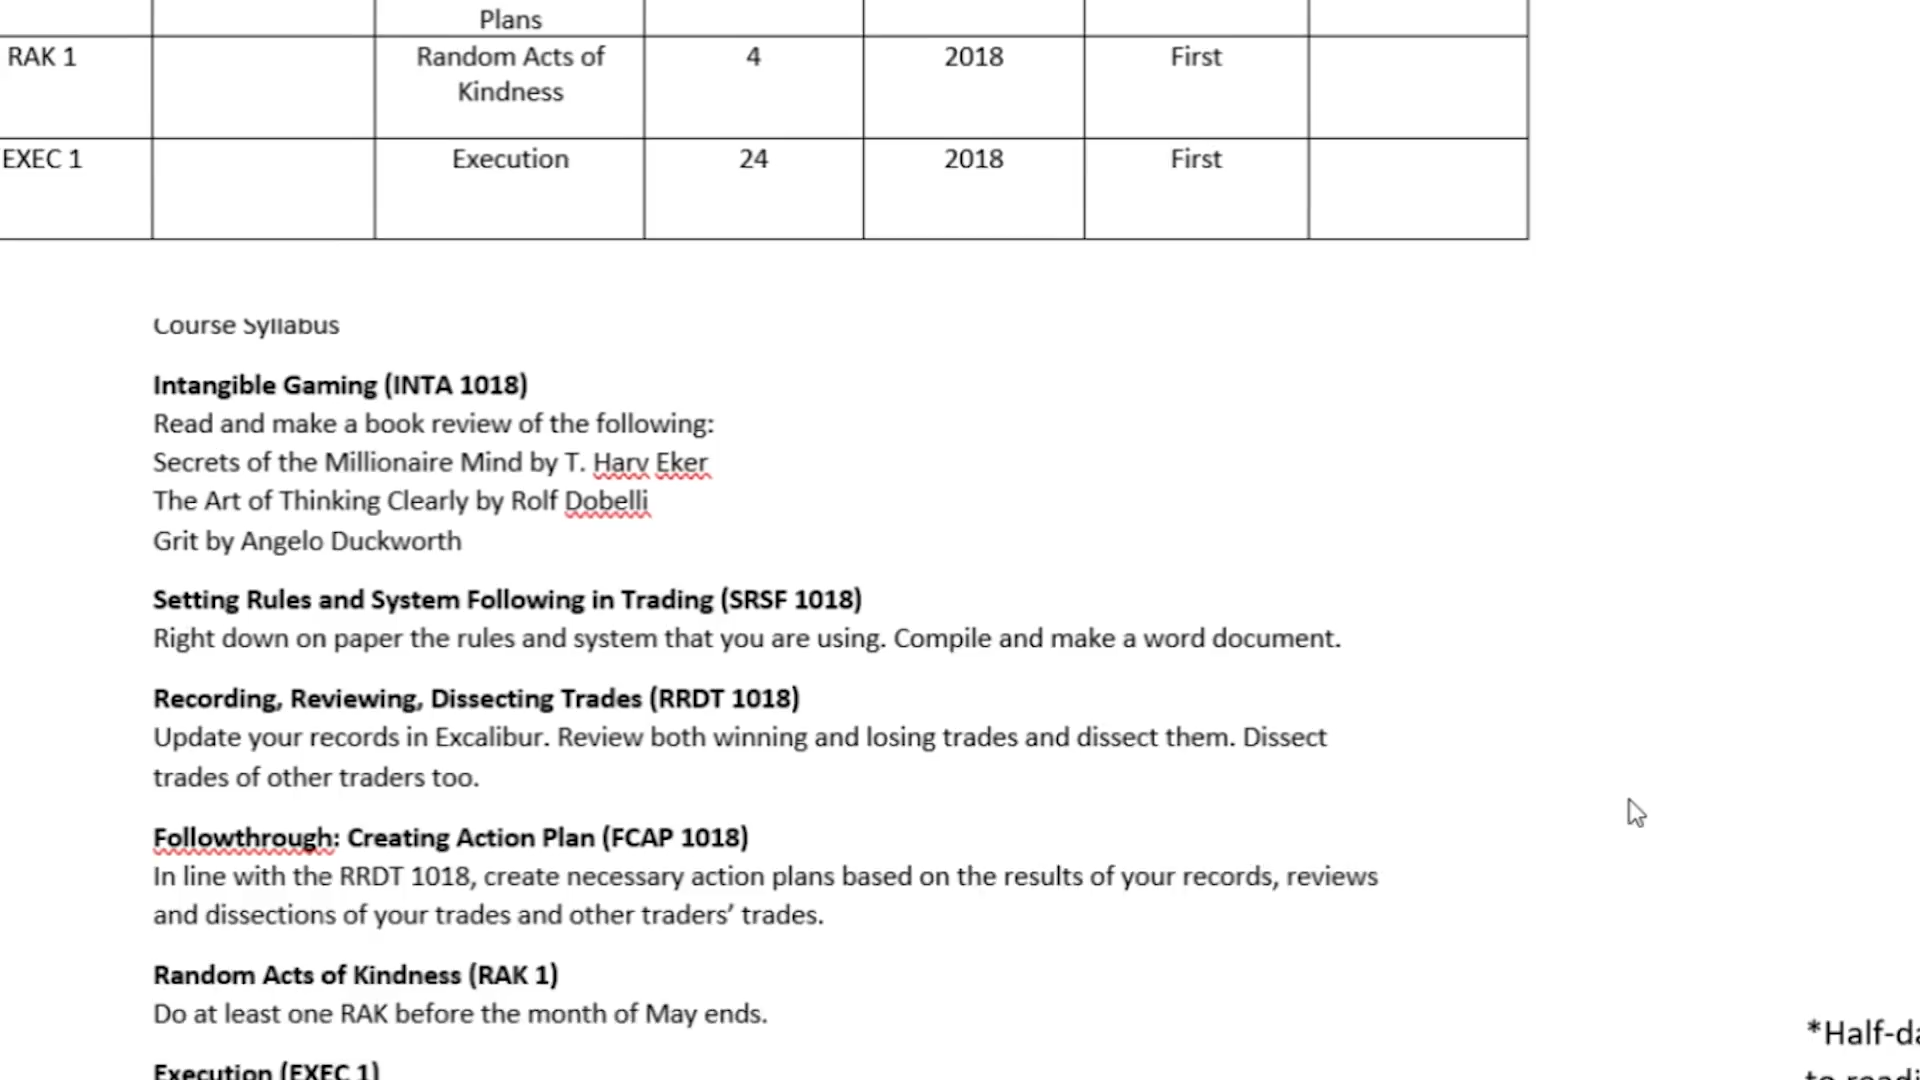 Plans
RAK 1 Random Acts of 4 2018 First
Kindness
EXEC 1 Execution 24 2018 First
Course Syllabus
Intangible Gaming (INTA 1018)
Read and make a book review of the following:
Secrets of the Millionaire Mind by T. Harv Eker
The Art of Thinking Clearly by Rolf Dobelli
Grit by Angelo Duckworth
Setting Rules and System Following in Trading (SRSF 1018)
Right down on paper the rules and system that you are using. Compile and make a word document.
Recording, Reviewing, Dissecting Trades (RRDT 1018)
Update your records in Excalibur. Review both winning and losing trades and dissect them. Dissect
trades of other traders too.
Followthrough: Creating Action Plan (FCAP 1018)
In line with the RRDT 1018, create necessary action plans based on the results of your records, reviews
and dissections of your trades and other traders’ trades.
Random Acts of Kindness (RAK 1)
Do at least one RAK before the month of May ends.
Execution (EXEC 1)
*Half-da
to readi